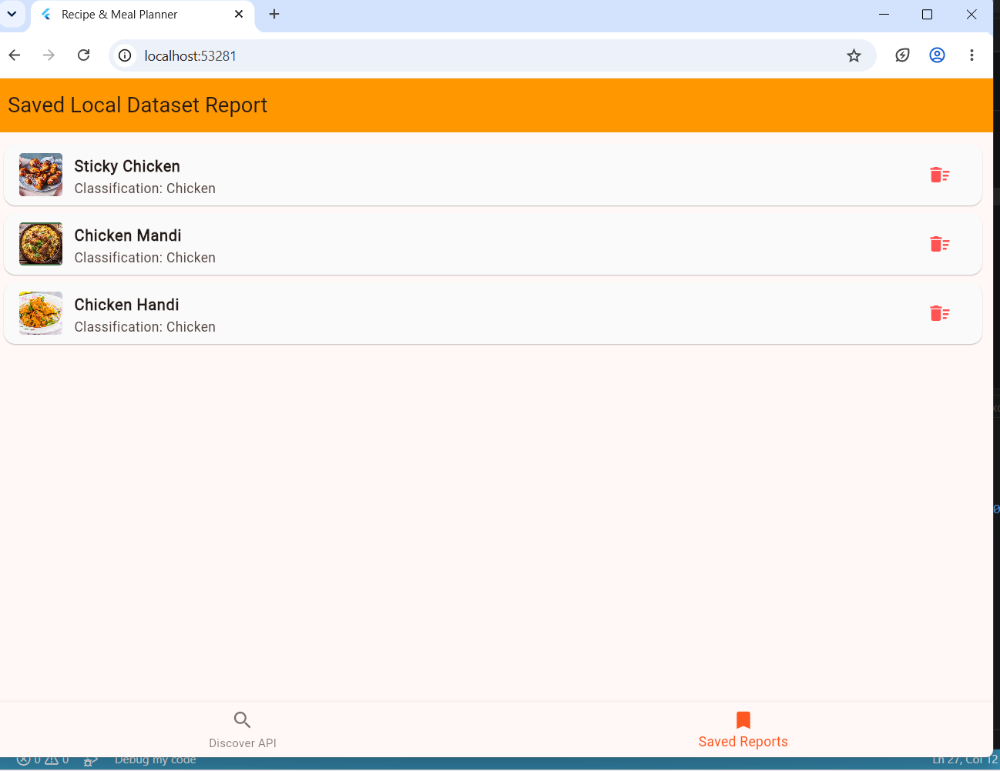 Recipe & Meal Planner
localhost:53281
Saved Local Dataset Report
Sticky Chicken
Classification: Chicken
Chicken Mandi
Classification: Chicken
Chicken Handi
Classification: Chicken
Discover API
Saved Reports
0 0 Debug my code
Ln 27, Col 12